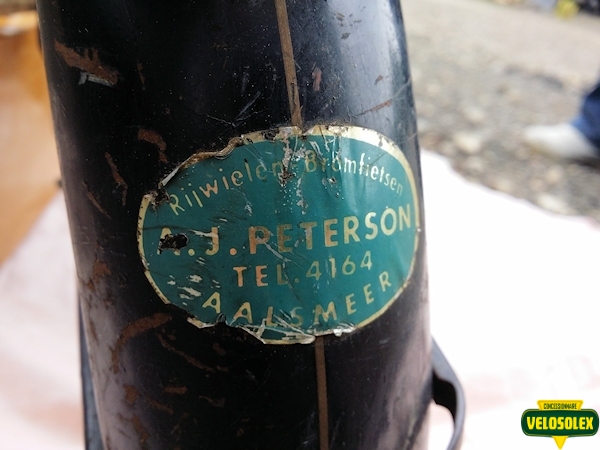 Rijwielen Bromfietsen
A.J. PETERSON
TEL. 4164
AALSMEER
CONCESSIONNAIRE
VELOSOLEX